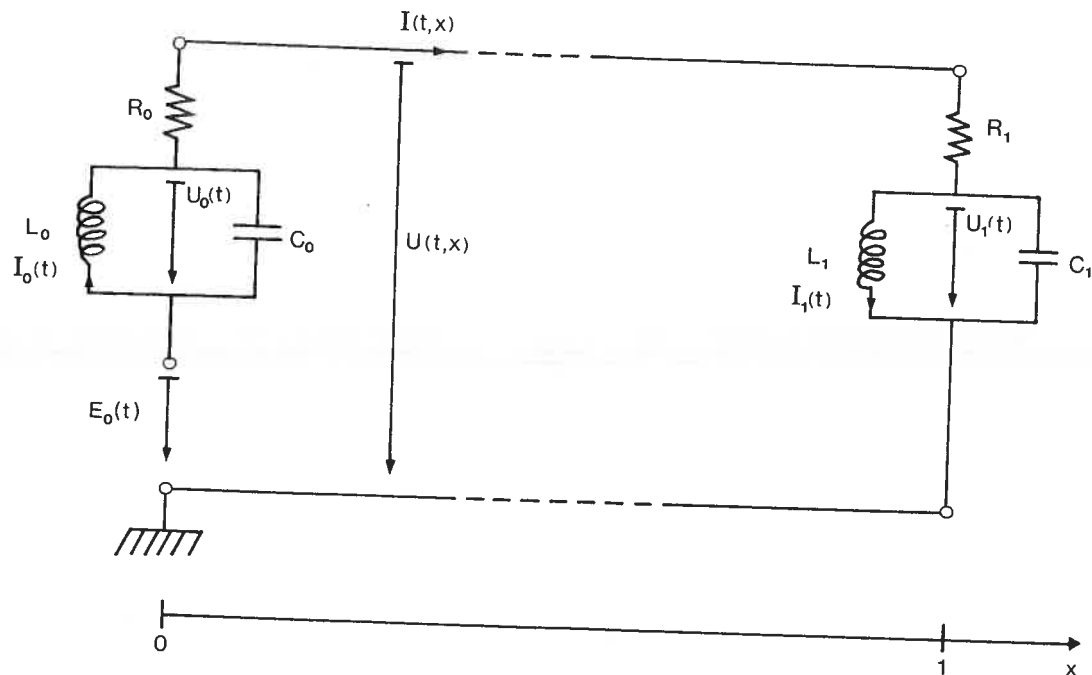 I(t,x)
R₀
R₁
U₀(t)
L₀
C₀
I₀(t)
U(t,x)
U₁(t)
L₁
C₁
I₁(t)
E₀(t)
0
1
x